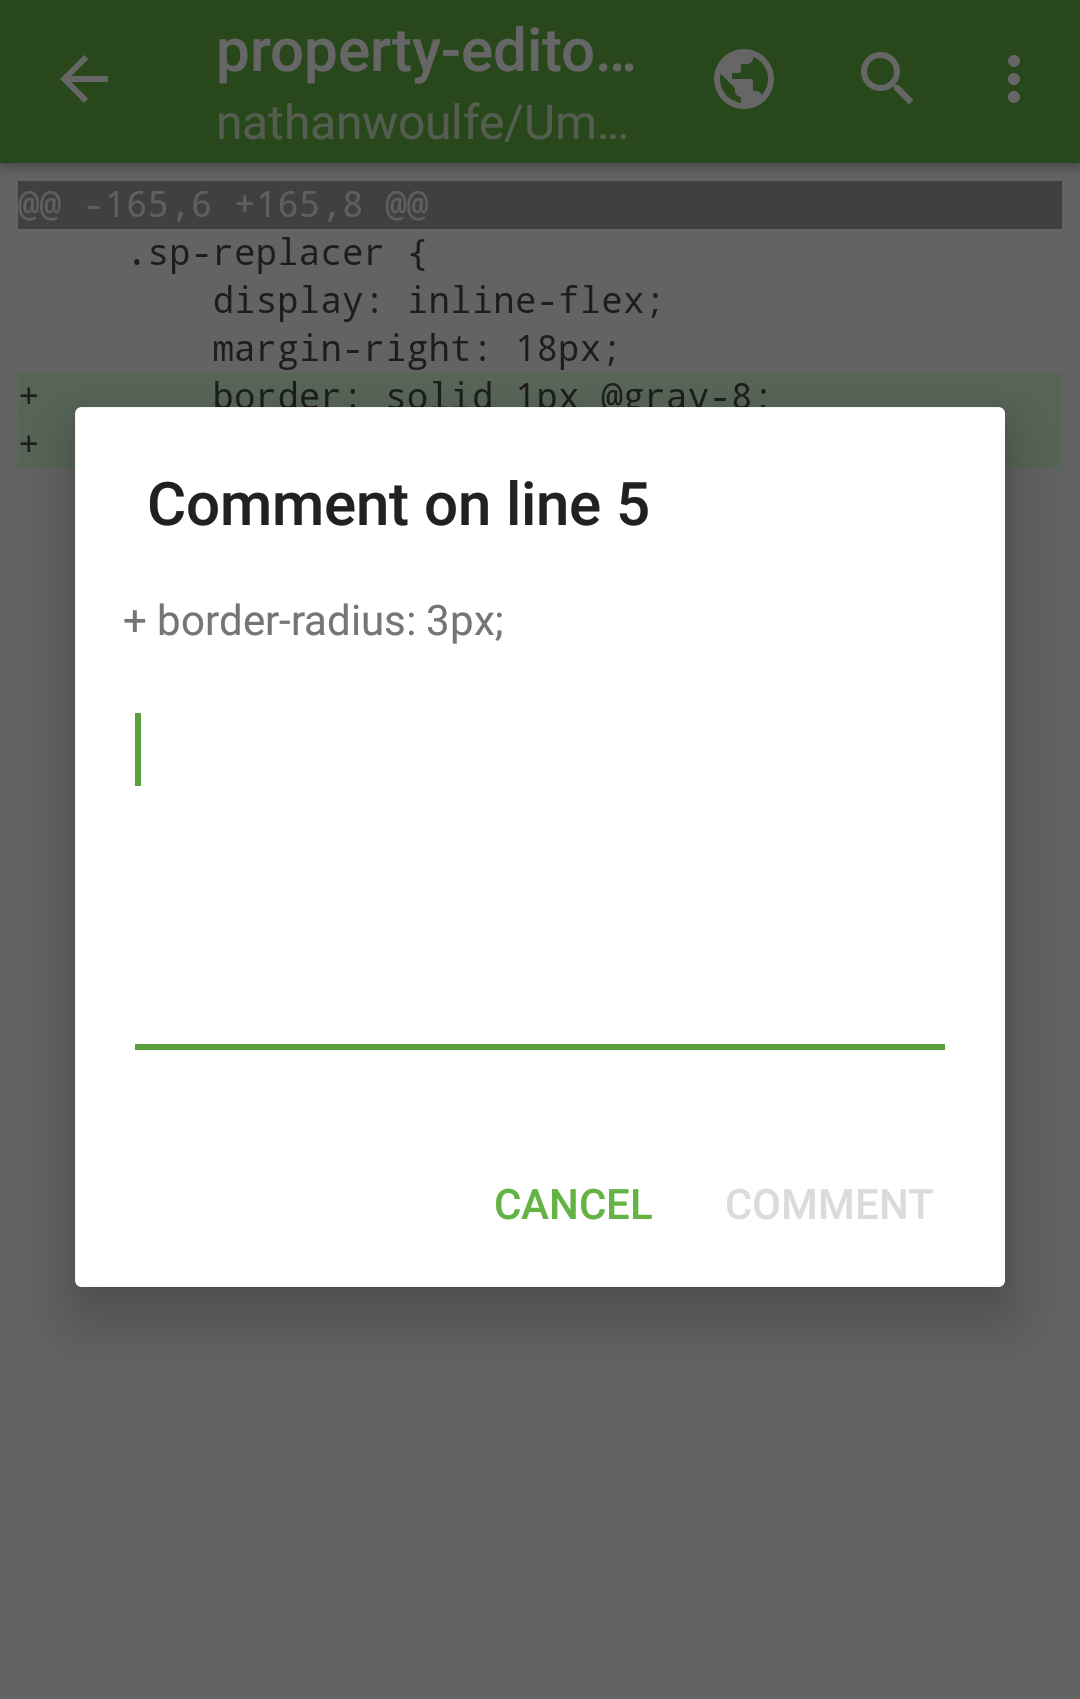 property-edito...
nathanwoulfe/Um...
@@ -165,6 +165,8 @@
.sp-replacer {
display: inline-flex;
margin-right: 18px;
+ border: solid 1px @gray-8;
+
Comment on line 5
+ border-radius: 3px;
CANCEL COMMENT